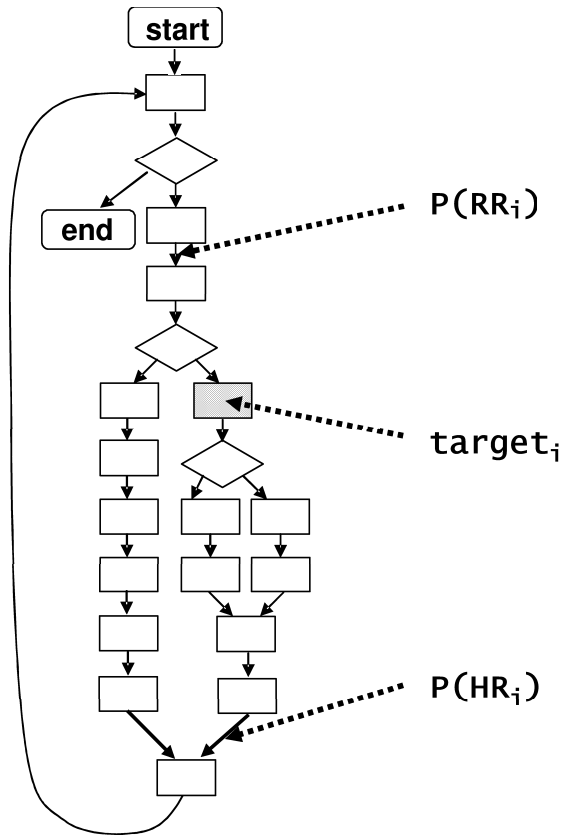 start
end
P(RRᵢ)
targetᵢ
P(HRᵢ)